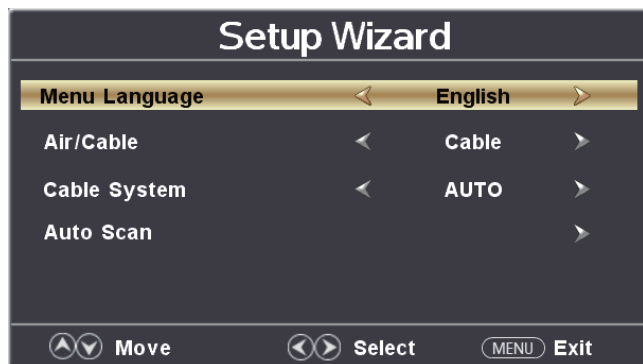 Setup Wizard
Menu Language English
Air/Cable Cable
Cable System AUTO
Auto Scan
Move Select MENU Exit